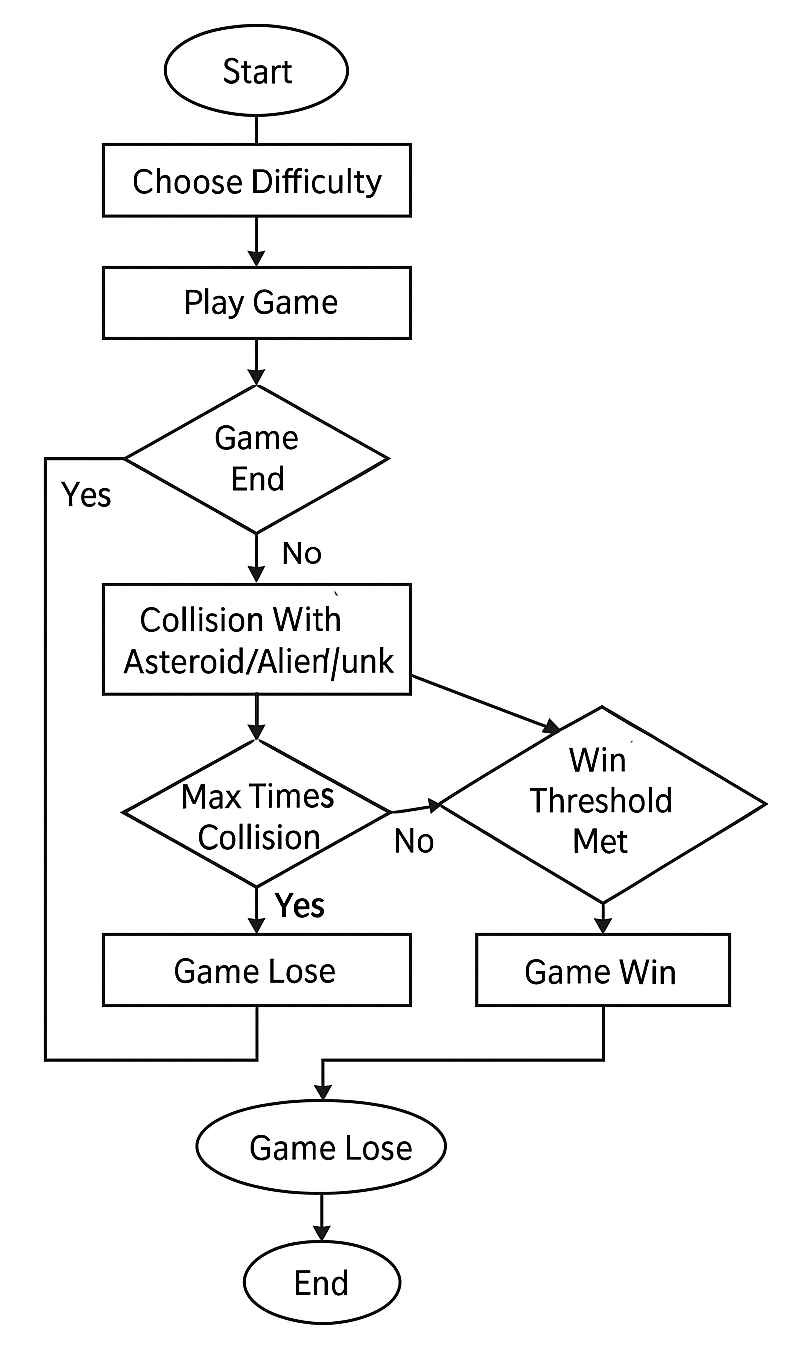 Start
Choose Difficulty
Play Game
Game
End
Yes
No
Collision With
Asteroid/Alien/unk
Win
Threshold
Met
Max Times
Collision
No
Yes
Game Lose
Game Win
Game Lose
End